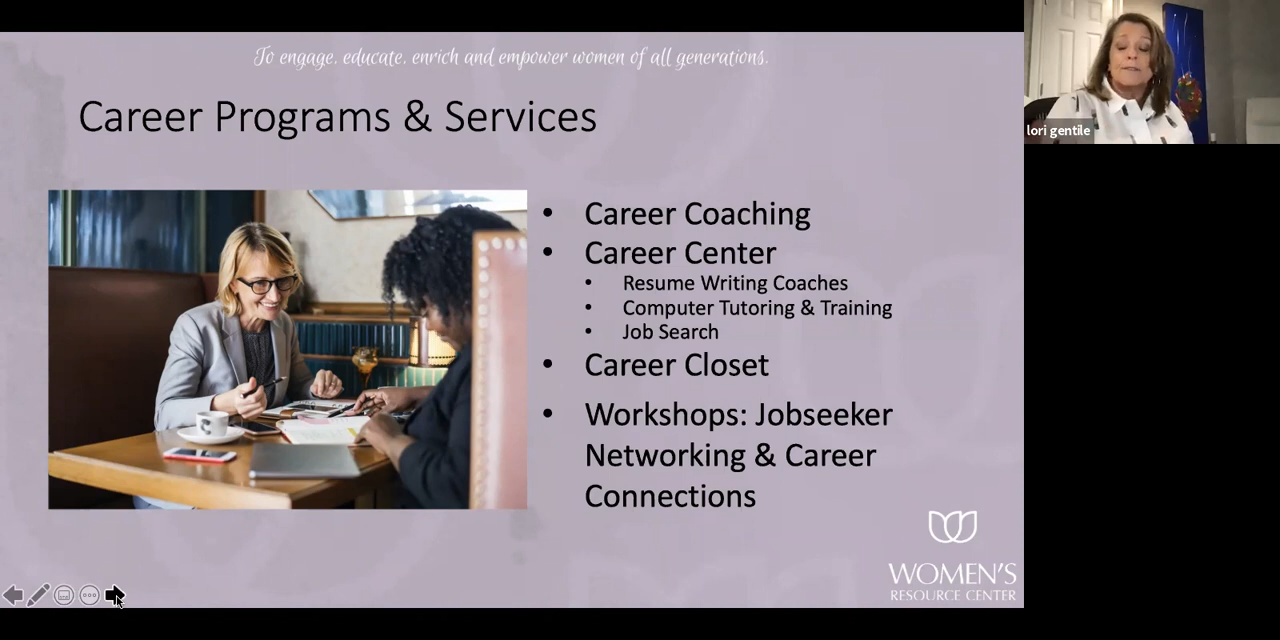 To engage, educate, enrich and empower women of all generations.
Career Programs & Services
• Career Coaching
• Career Center
• Resume Writing Coaches
• Computer Tutoring & Training
• Job Search
• Career Closet
• Workshops: Jobseeker
Networking & Career
Connections
WOMEN'S
RESOURCE CENTER
lori gentile